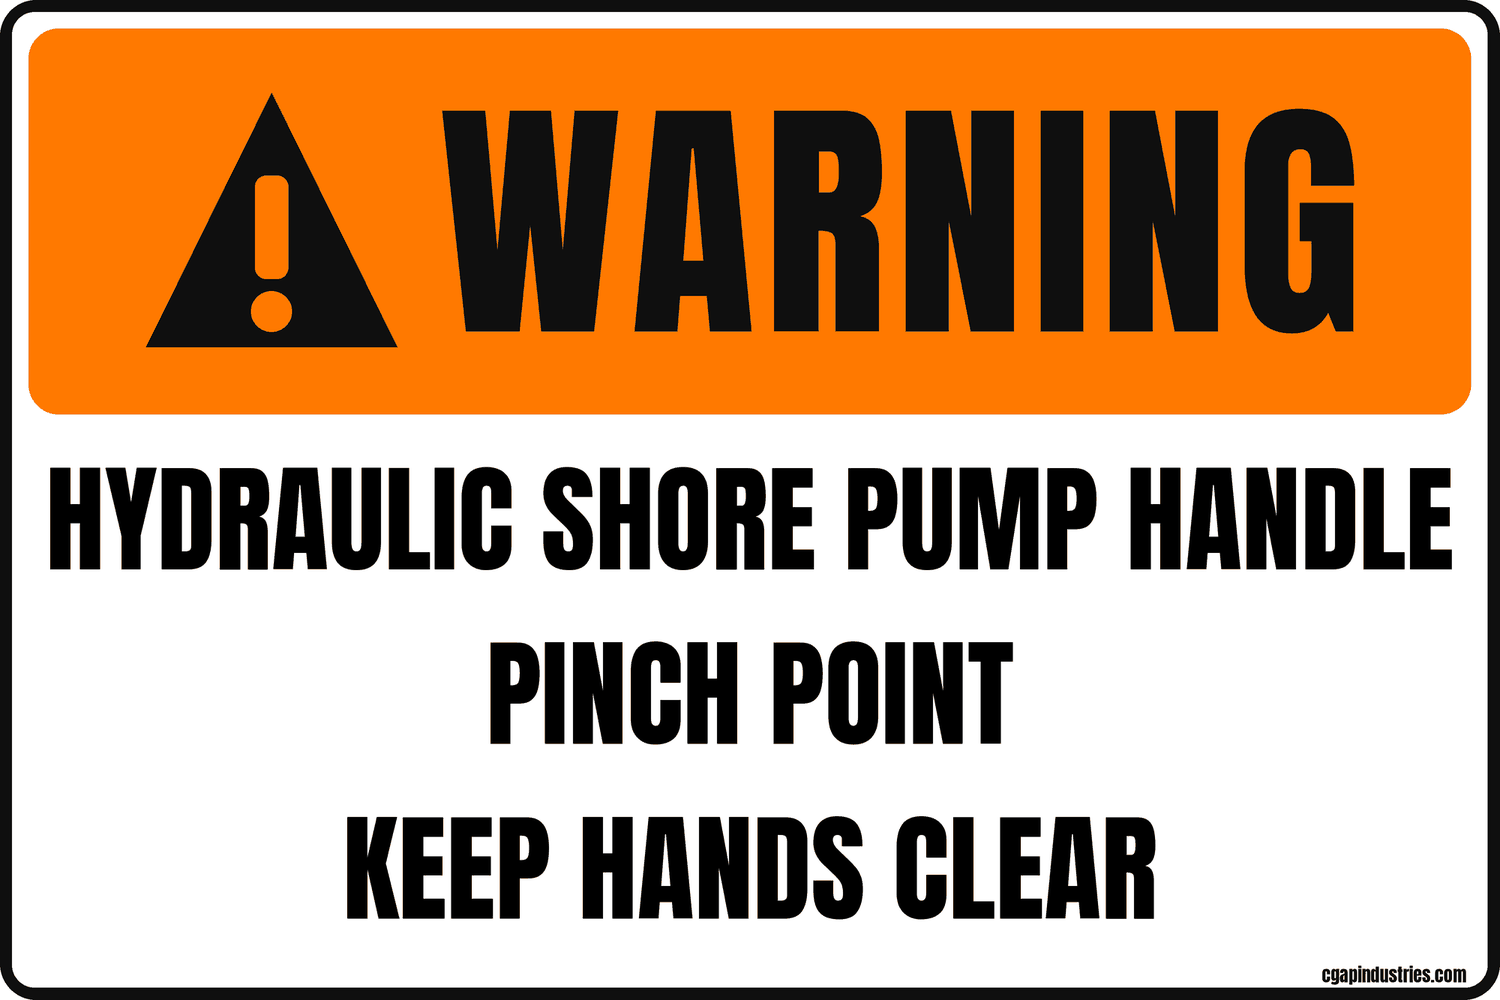 WARNING
HYDRAULIC SHORE PUMP HANDLE
PINCH POINT
KEEP HANDS CLEAR
cgapindustries.com